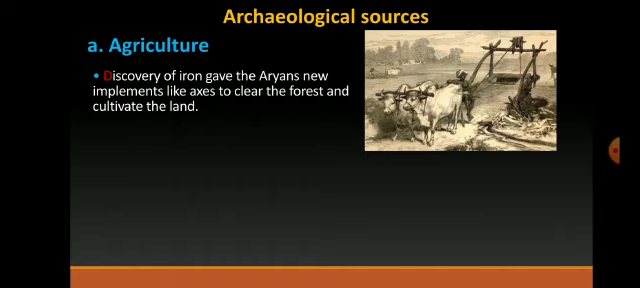 Archaeological sources
a. Agriculture
• Discovery of iron gave the Aryans new
implements like axes to clear the forest and
cultivate the land.